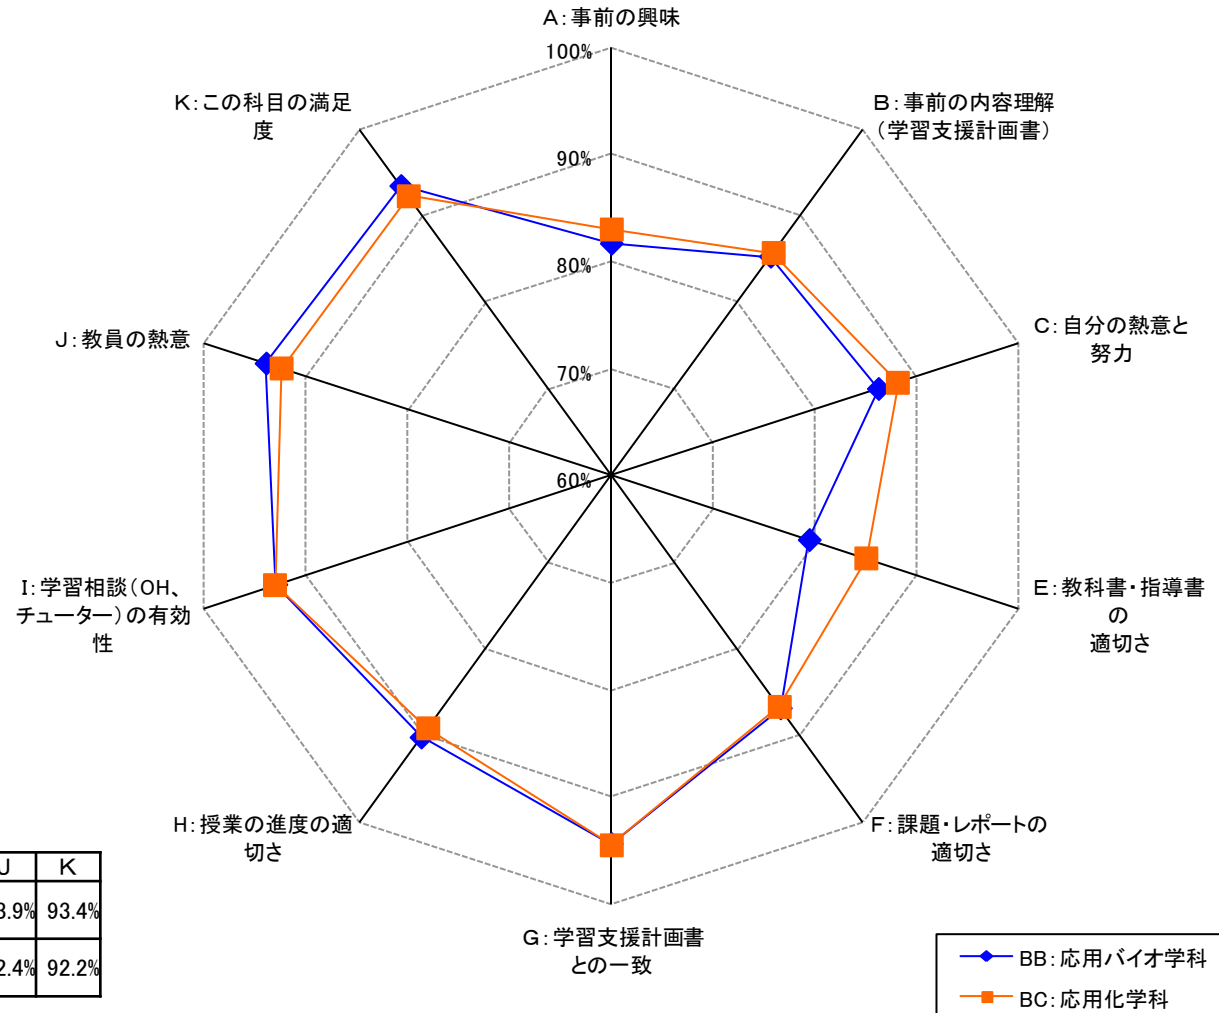 A:事前の興味
100%
K:この科目の満足
度
B:事前の内容理解
(学習支援計画書)
90%
80%
C:自分の熱意と
努力
J:教員の熱意
70%
60%
I:学習相談(OH、
チューター)の有効
性
E:教科書・指導書
の
適切さ
H:授業の進度の適
切さ
F:課題・レポートの
適切さ
J K
3.9% 93.4%
2.4% 92.2%
G:学習支援計画書
との一致
BB:応用バイオ学科
BC:応用化学科